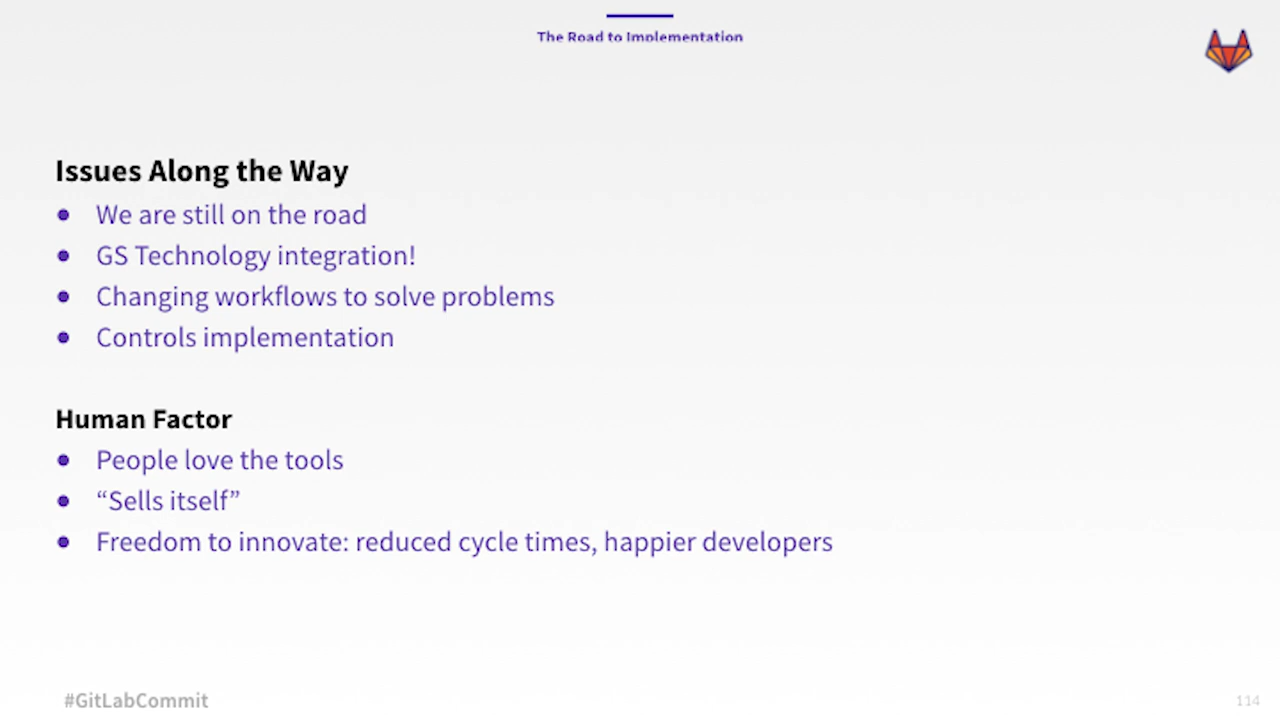 The Road to Implementation
Issues Along the Way
● We are still on the road
● GS Technology integration!
● Changing workflows to solve problems
● Controls implementation
Human Factor
● People love the tools
● “Sells itself”
● Freedom to innovate: reduced cycle times, happier developers
#GitLabCommit
114